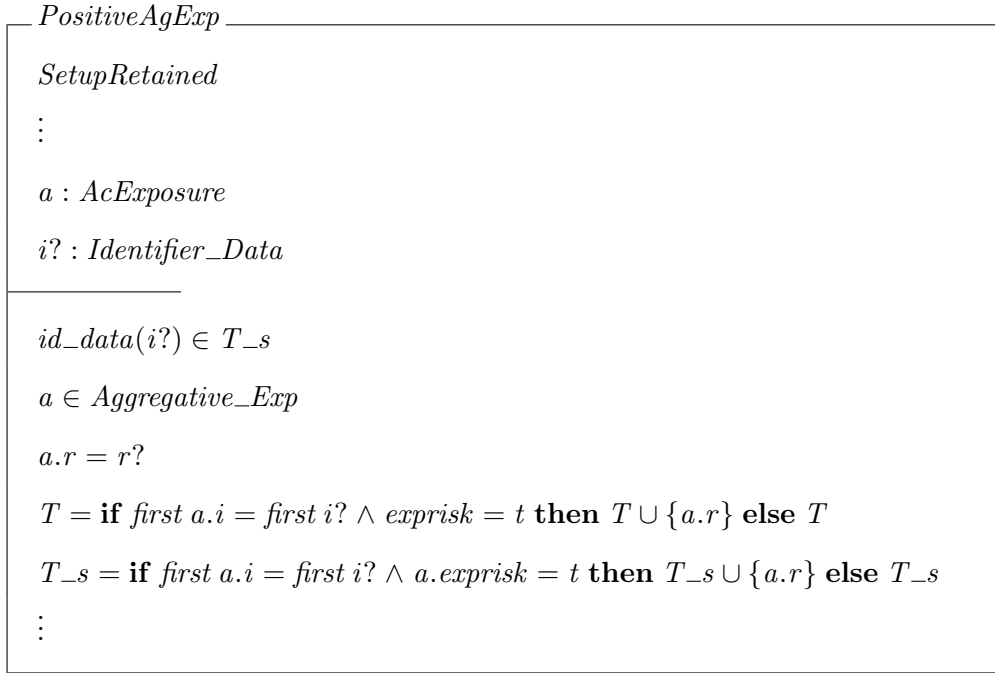 PositiveAgExp
SetupRetained
⋮
a : AcExposure
i? : Identifier_Data
id_data(i?) ∈ T_s
a ∈ Aggregative_Exp
a.r = r?
T = if first a.i = first i? ∧ exprisk = t then T ∪ {a.r} else T
T_s = if first a.i = first i? ∧ a.exprisk = t then T_s ∪ {a.r} else T_s
⋮